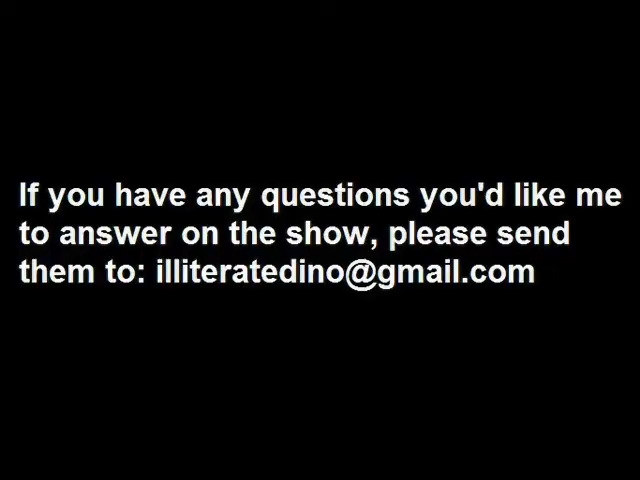 If you have any questions you'd like me
to answer on the show, please send
them to: illiteratedino@gmail.com